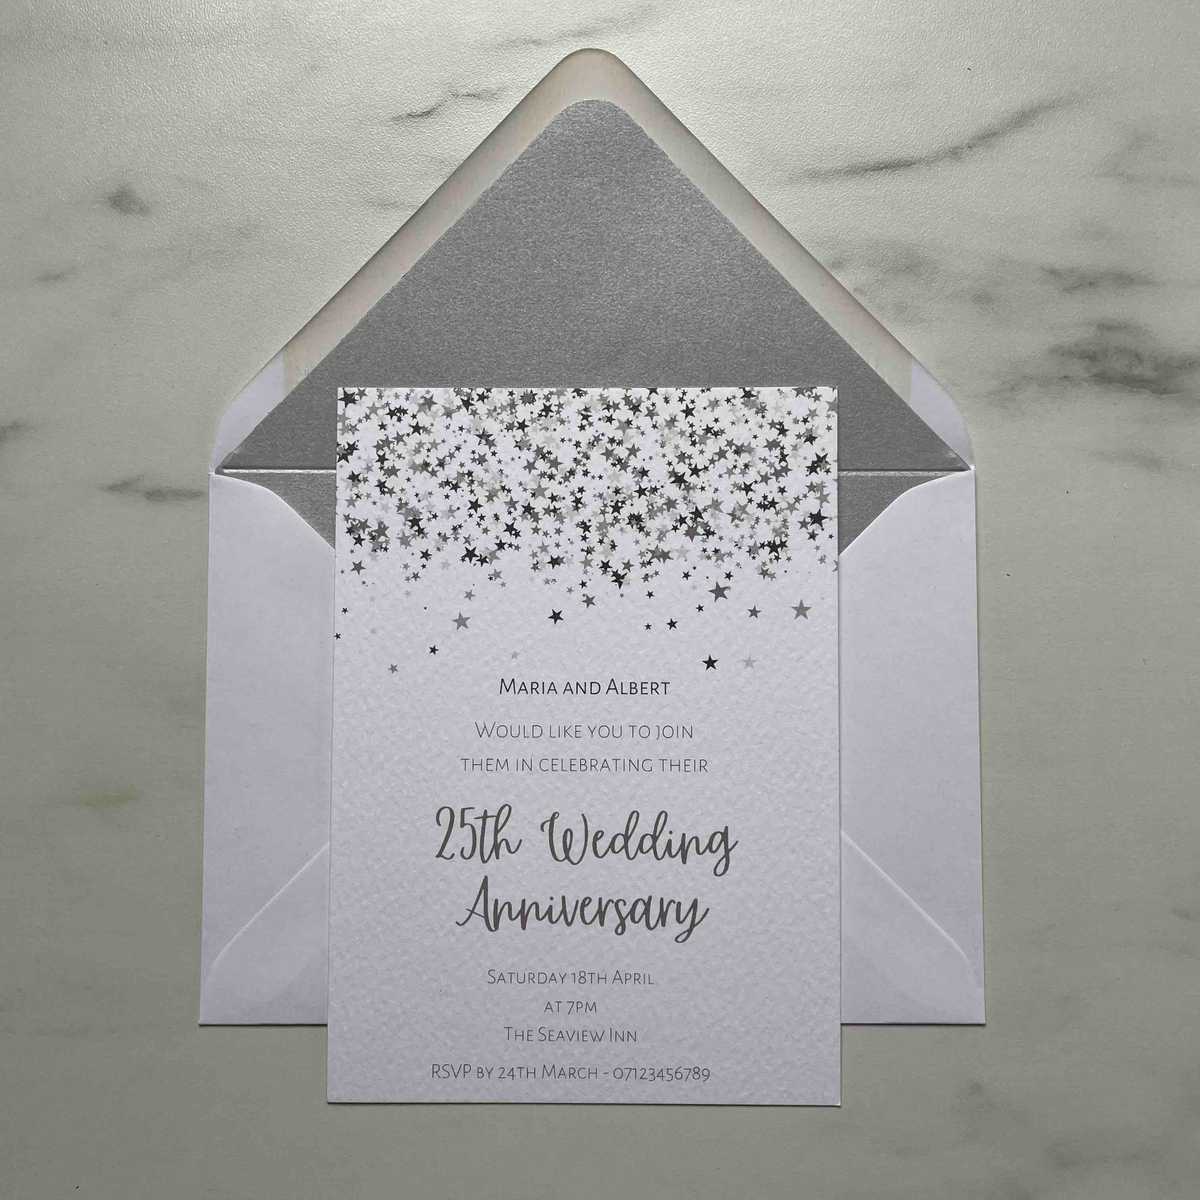 Maria and Albert
Would like you to join
them in celebrating their
25th Wedding
Anniversary
Saturday 18th April
at 7pm
The Seaview Inn
RSVP by 24th March - 07123456789